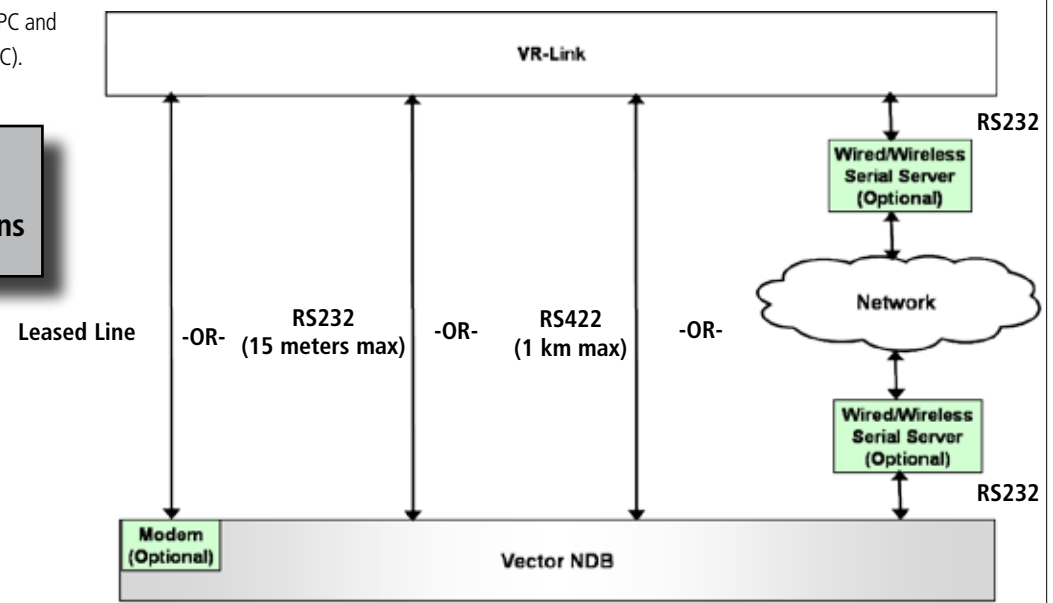 PC and
C).
VR-Link
RS232
Wired/Wireless
Serial Server
(Optional)
ns
Network
Leased Line
-OR-
RS232
(15 meters max)
-OR-
RS422
(1 km max)
-OR-
Wired/Wireless
Serial Server
(Optional)
RS232
Modem
(Optional)
Vector NDB